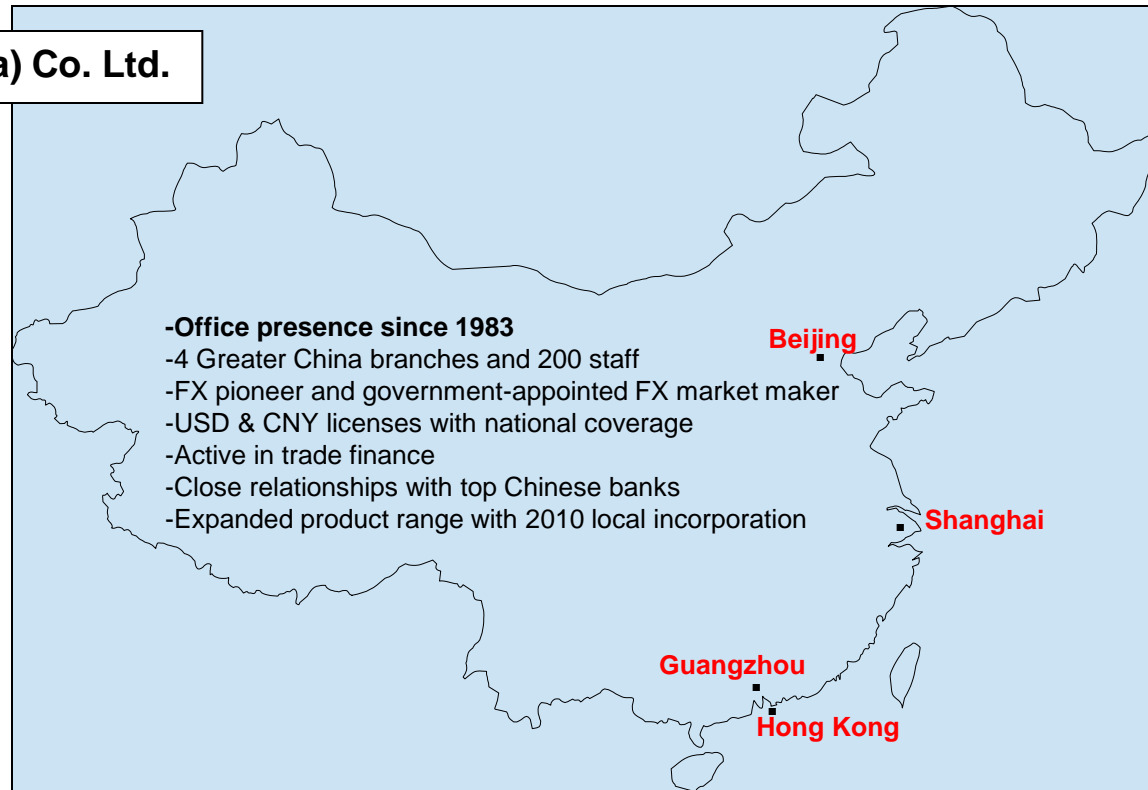 a) Co. Ltd.
-Office presence since 1983
-4 Greater China branches and 200 staff
-FX pioneer and government-appointed FX market maker
-USD & CNY licenses with national coverage
-Active in trade finance
-Close relationships with top Chinese banks
-Expanded product range with 2010 local incorporation
Beijing
Shanghai
Guangzhou
Hong Kong